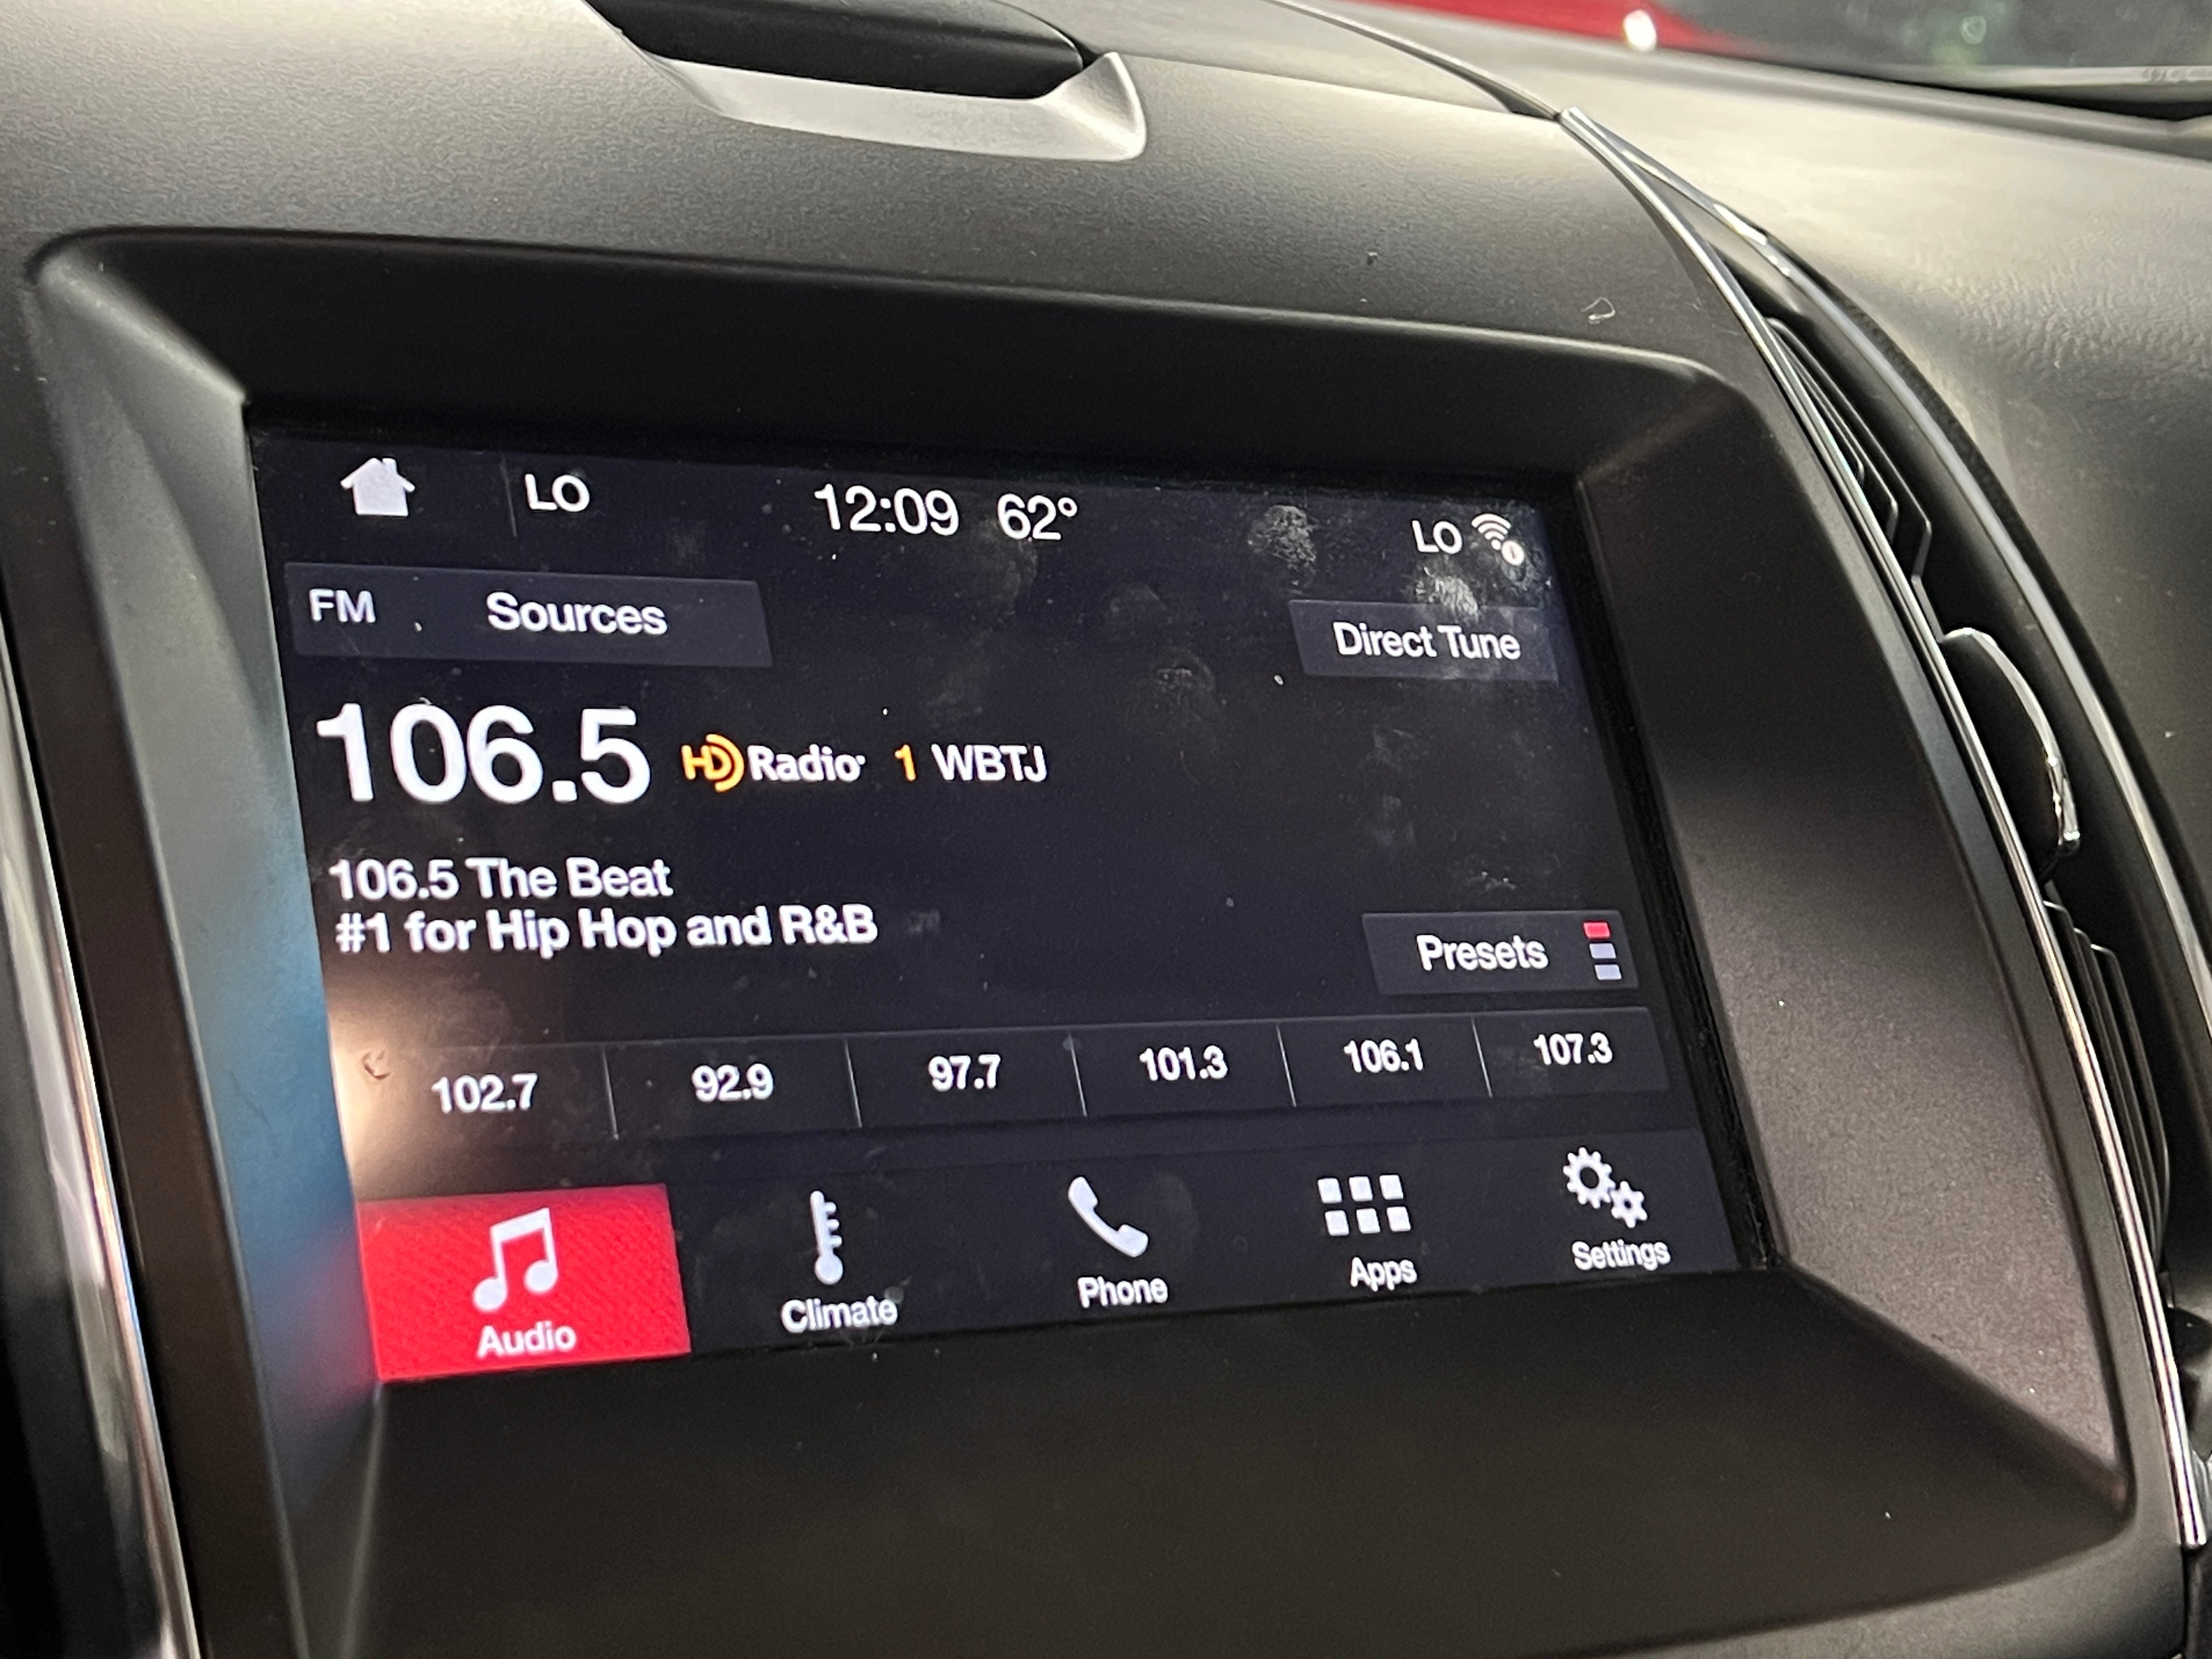 LO 12:09 62° LO
FM Sources Direct Tune
106.5 HD Radio 1 WBTJ
106.5 The Beat
#1 for Hip Hop and R&B
Presets
102.7 92.9 97.7 101.3 106.1 107.3
Audio Climate Phone Apps Settings